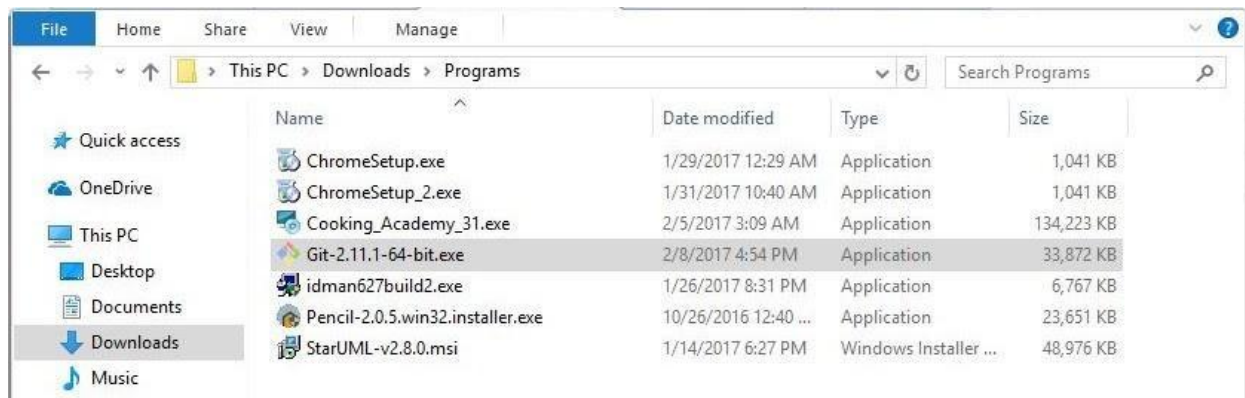 File Home Share View Manage
This PC > Downloads > Programs Search Programs
Name Date modified Type Size
Quick access
OneDrive
This PC
Desktop
Documents
Downloads
Music
ChromeSetup.exe 1/29/2017 12:29 AM Application 1,041 KB
ChromeSetup_2.exe 1/31/2017 10:40 AM Application 1,041 KB
Cooking_Academy_31.exe 2/5/2017 3:09 AM Application 134,223 KB
Git-2.11.1-64-bit.exe 2/8/2017 4:54 PM Application 33,872 KB
idman627build2.exe 1/26/2017 8:31 PM Application 6,767 KB
Pencil-2.0.5.win32.installer.exe 10/26/2016 12:40 ... Application 23,651 KB
StarUML-v2.8.0.msi 1/14/2017 6:27 PM Windows Installer ... 48,976 KB